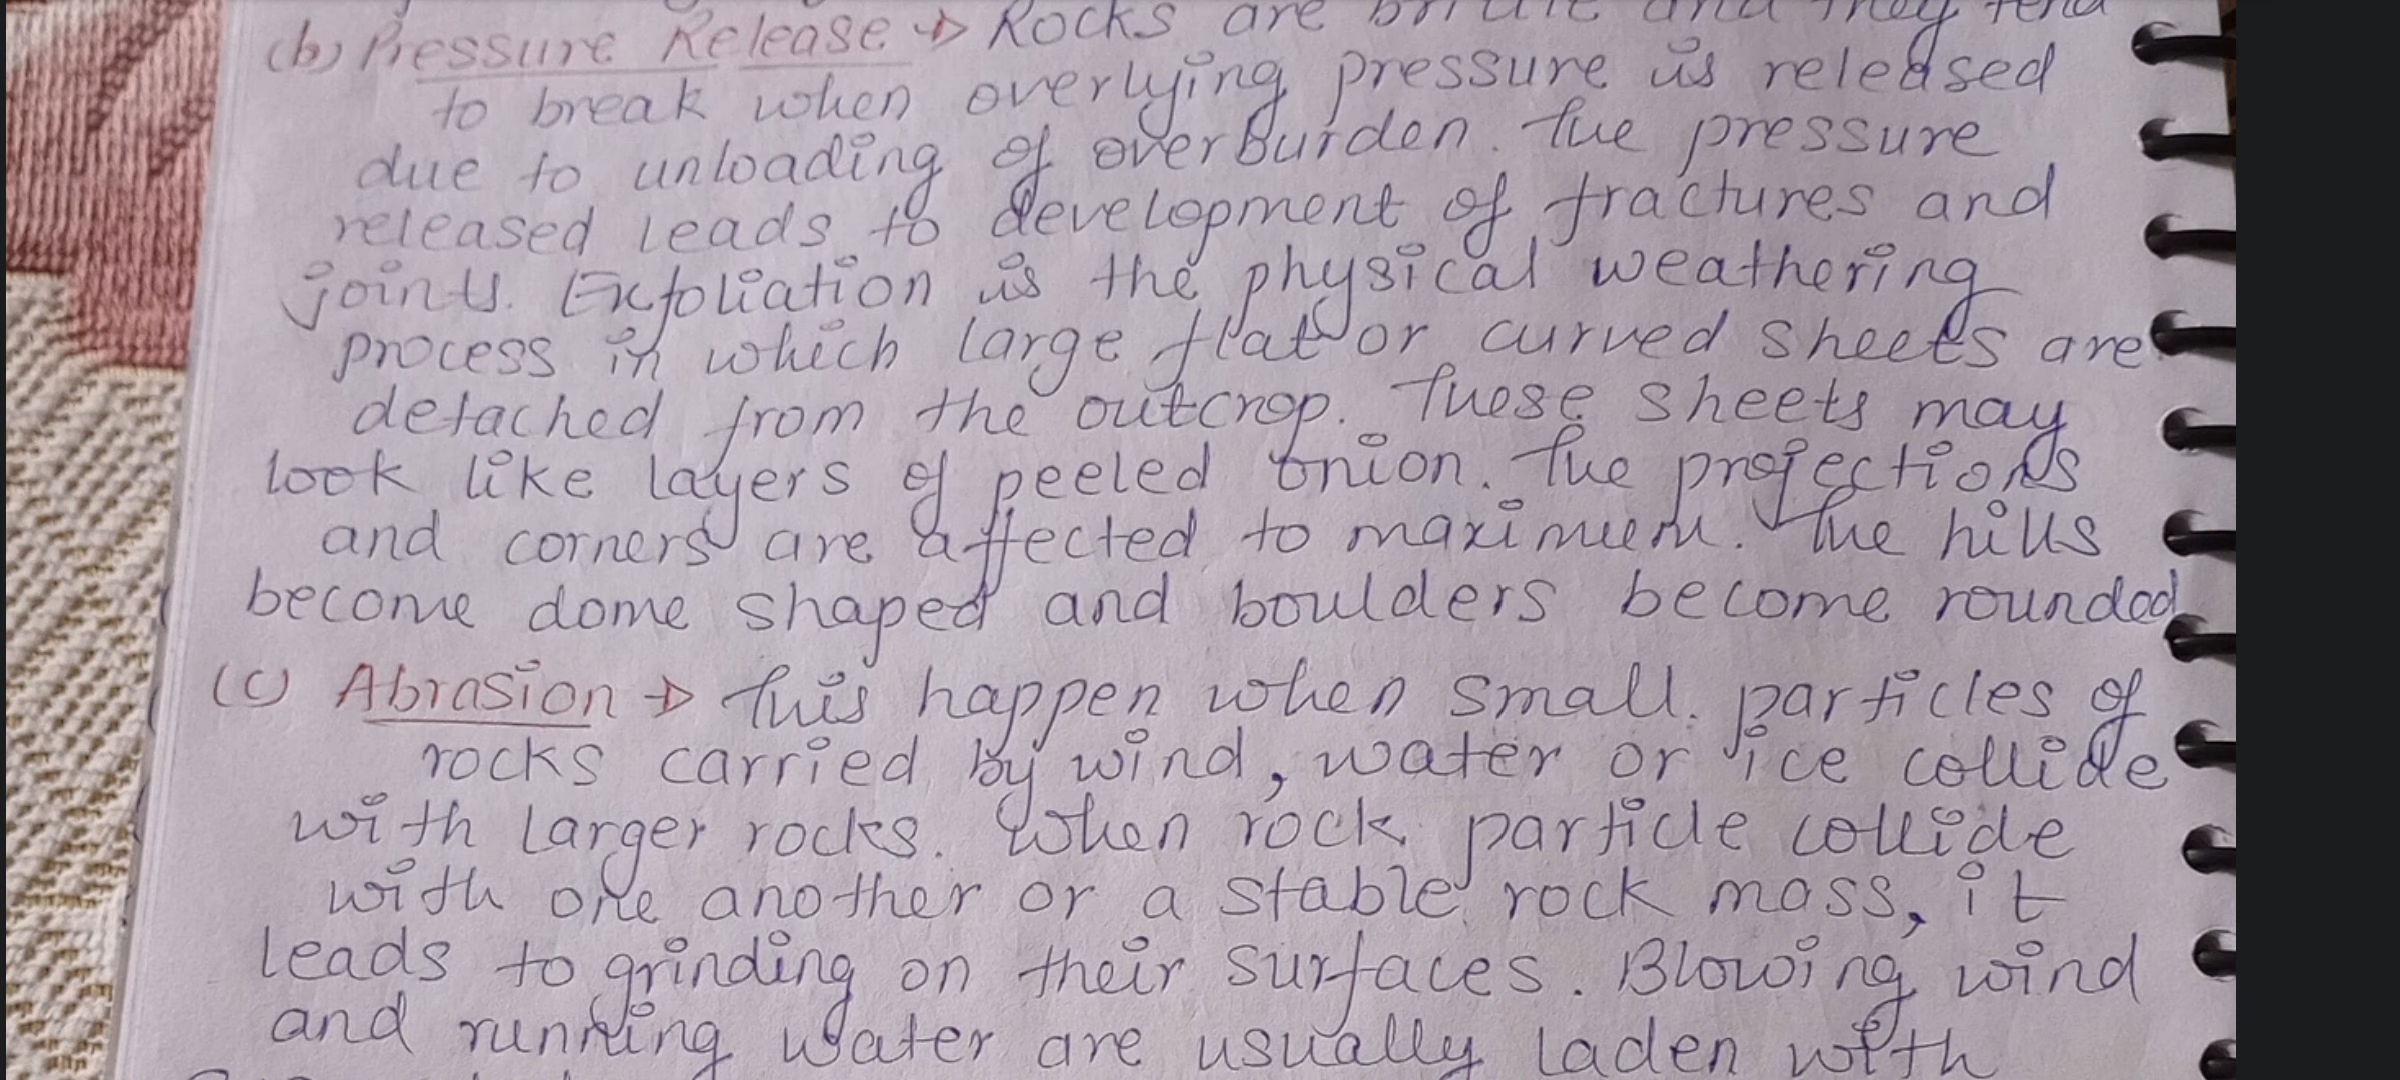 (b) Pressure Release → Rocks are brittle and they tend
to break when overlying pressure is released
due to unloading of overburden. The pressure
released leads to development of fractures and
joints. Exfoliation is the physical weathering
process in which large flat or curved sheets are
detached from the outcrop. These sheets may
look like layers of peeled onion. The projections
and corners are affected to maximum. The hills
become dome shaped and boulders become rounded
(c) Abrasion → This happen when small particles of
rocks carried by wind, water or ice collide
with larger rocks. When rock particle collide
with one another or a stable rock mass, it
leads to grinding on their surfaces. Blowing wind
and running water are usually laden with